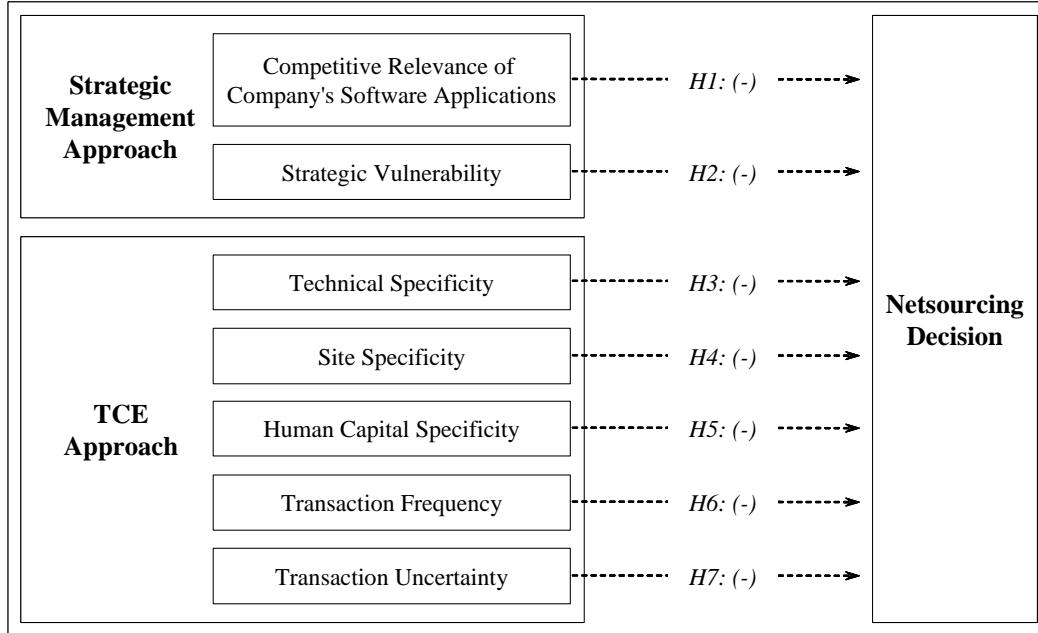 Strategic
Management
Approach
Competitive Relevance of
Company's Software Applications
H1: (-)
Strategic Vulnerability
H2: (-)
TCE
Approach
Technical Specificity
H3: (-)
Site Specificity
H4: (-)
Human Capital Specificity
H5: (-)
Transaction Frequency
H6: (-)
Transaction Uncertainty
H7: (-)
Netsourcing
Decision